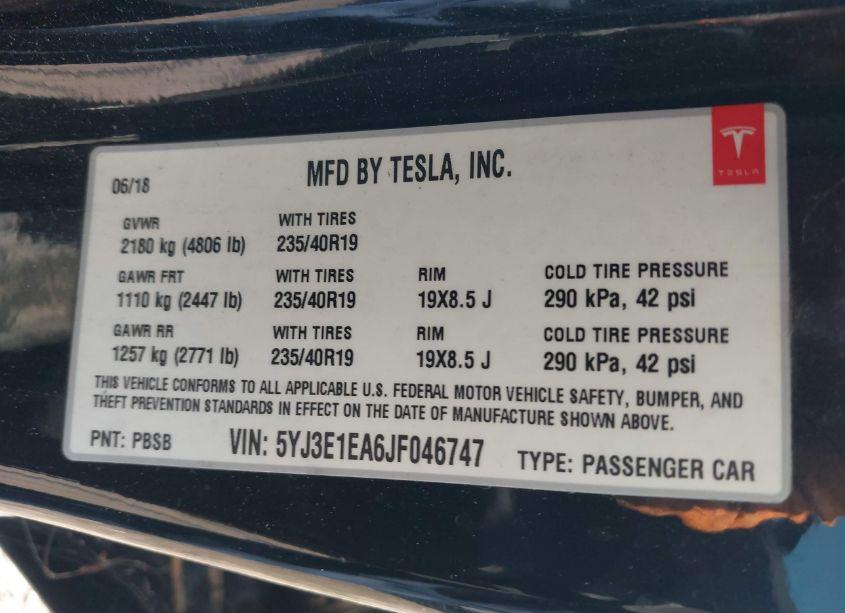 06/18
MFD BY TESLA, INC.
TESLA
GVWR WITH TIRES
2180 kg (4806 lb) 235/40R19
GAWR FRT WITH TIRES RIM COLD TIRE PRESSURE
1110 kg (2447 lb) 235/40R19 19X8.5 J 290 kPa, 42 psi
GAWR RR WITH TIRES RIM COLD TIRE PRESSURE
1257 kg (2771 lb) 235/40R19 19X8.5 J 290 kPa, 42 psi
THIS VEHICLE CONFORMS TO ALL APPLICABLE U.S. FEDERAL MOTOR VEHICLE SAFETY, BUMPER, AND
THEFT PREVENTION STANDARDS IN EFFECT ON THE DATE OF MANUFACTURE SHOWN ABOVE.
PNT: PBSB VIN: 5YJ3E1EA6JF046747 TYPE: PASSENGER CAR